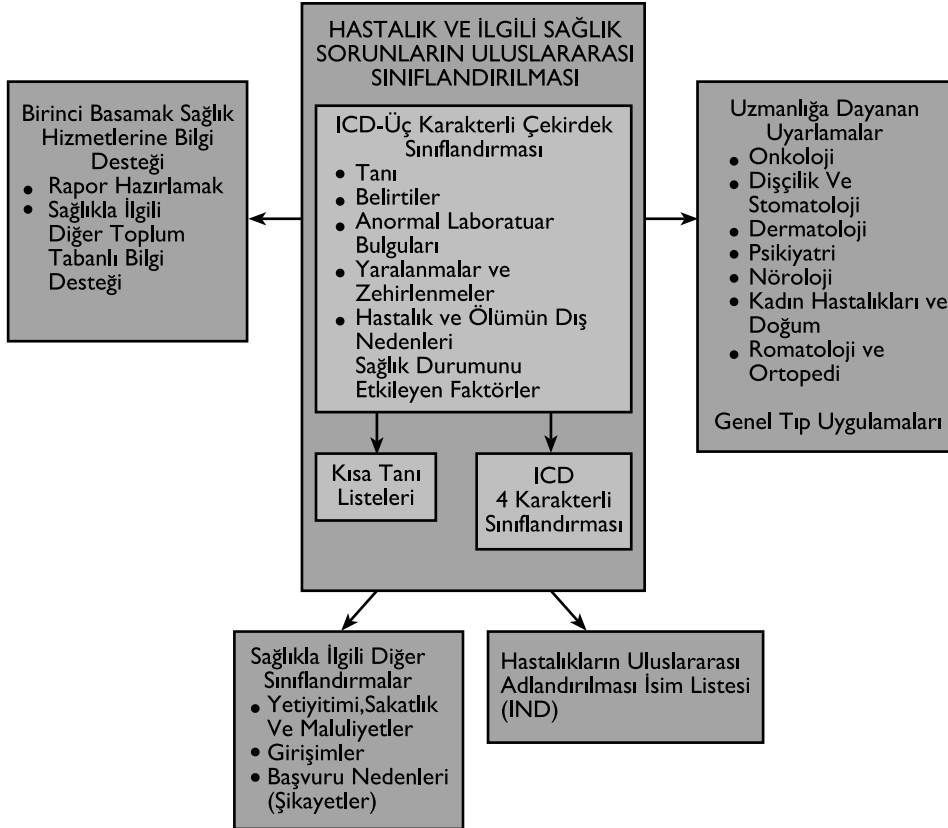 HASTALIK VE İLGİLİ SAĞLIK
SORUNLARIN ULUSLARARASI
SINIFLANDIRILMASI
Birinci Basamak Sağlık
Hizmetlerine Bilgi
Desteği
• Rapor Hazırlamak
• Sağlıkla İlgili
Diğer Toplum
Tabanlı Bilgi
Desteği
ICD-Üç Karakterli Çekirdek
Sınıflandırması
• Tanı
• Belirtiler
• Anormal Laboratuar
Bulguları
• Yaralanmalar ve
Zehirlenmeler
• Hastalık ve Ölümün Dış
Nedenleri
Sağlık Durumunu
Etkileyen Faktörler
Uzmanlığa Dayanan
Uyarlamalar
• Onkoloji
• Dişçilik Ve
Stomatoloji
• Dermatoloji
• Psikiyatri
• Nöroloji
• Kadın Hastalıkları ve
Doğum
• Romatoloji ve
Ortopedi
Genel Tıp Uygulamaları
Kısa Tanı
Listeleri
ICD
4 Karakterli
Sınıflandırması
Sağlıkla İlgili Diğer
Sınıflandırmalar
• Yetiyitimi,Sakatlık
Ve Maluliyetler
• Girişimler
• Başvuru Nedenleri
(Şikayetler)
Hastalıkların Uluslararası
Adlandırılması İsim Listesi
(IND)